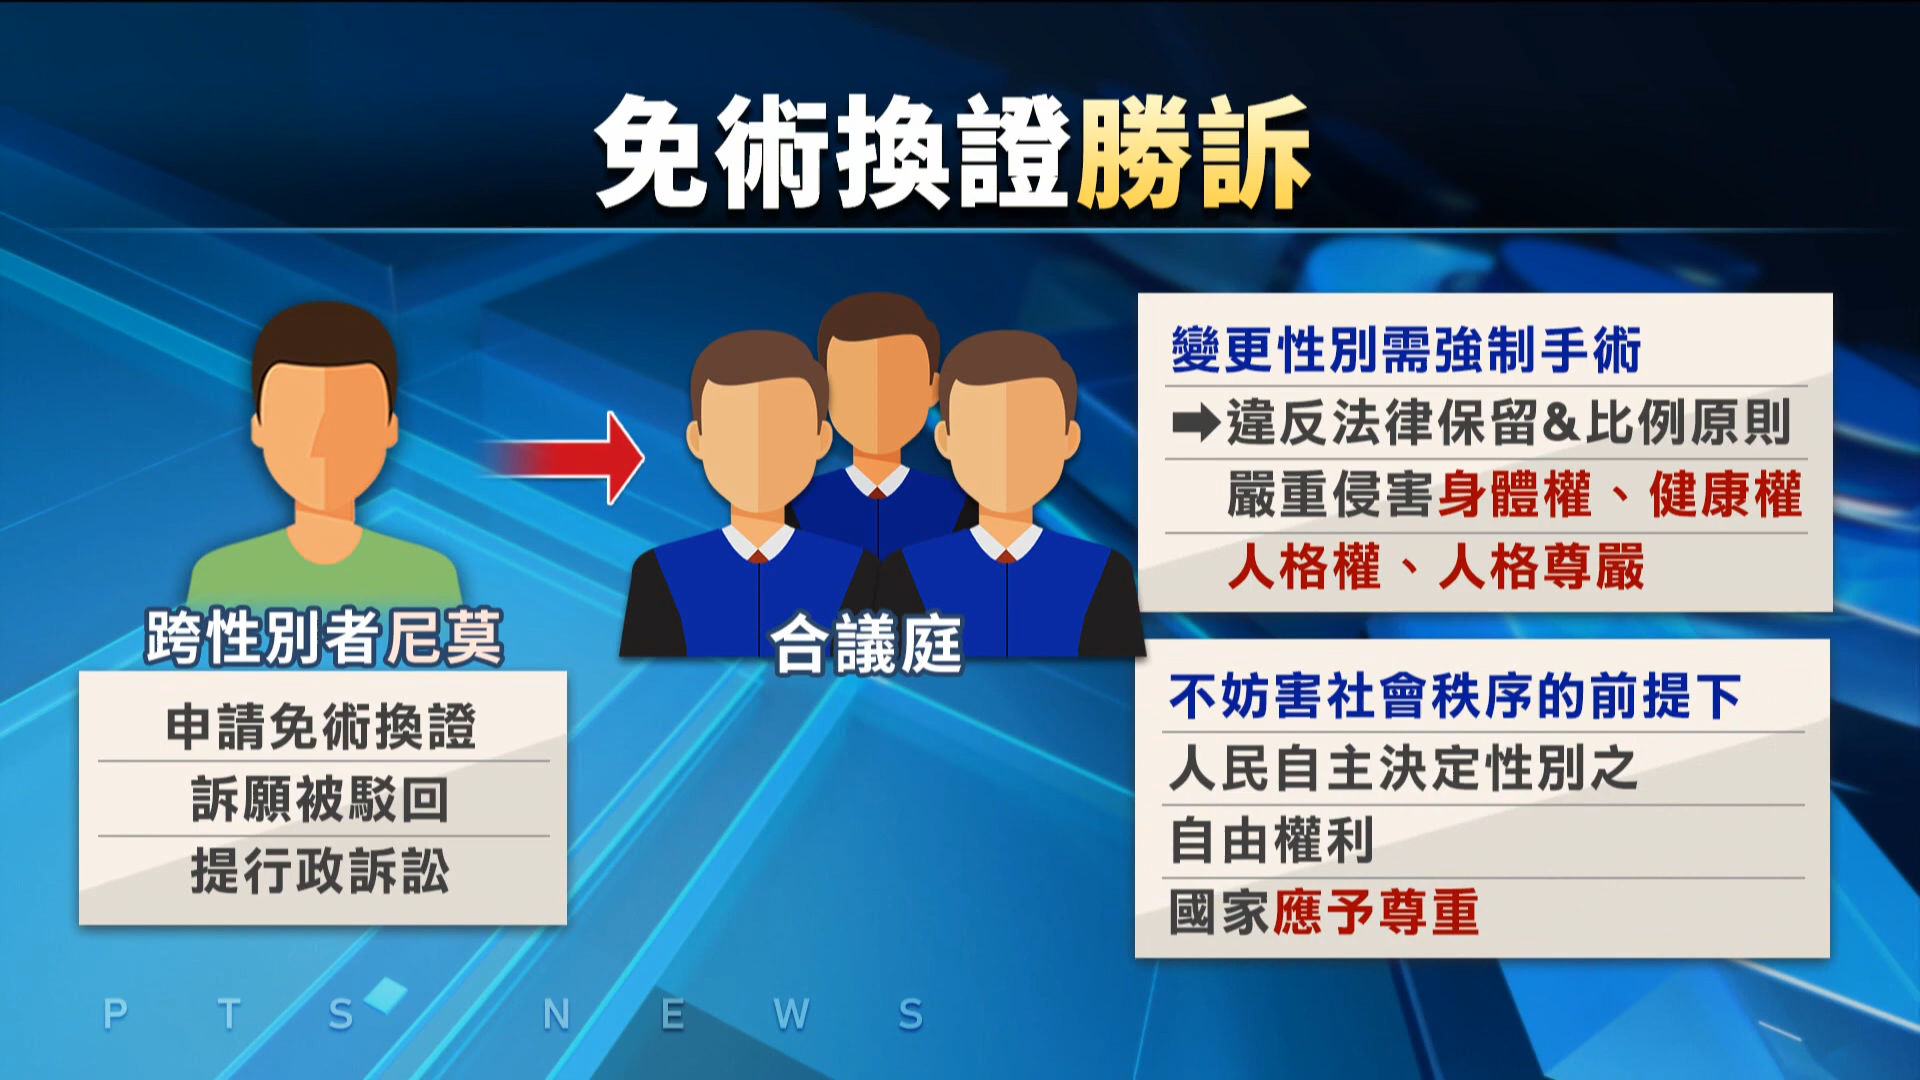 免術換證勝訴
跨性別者尼莫
申請免術換證
訴願被駁回
提行政訴訟
合議庭
變更性別需強制手術
➡違反法律保留&比例原則
嚴重侵害身體權、健康權
人格權、人格尊嚴
不妨害社會秩序的前提下
人民自主決定性別之
自由權利
國家應予尊重
PTS NEWS